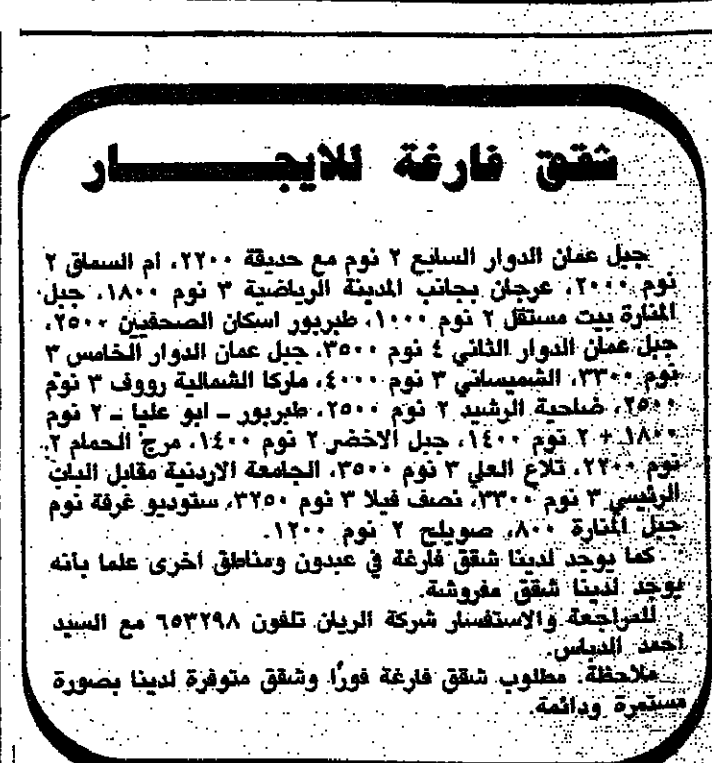 شقق فارغة للايجـــــــار
جبل عمان الدوار السابع ٢ نوم مع حديقة ٢٢٠٠، ام السماق ٢
نوم ٢٠٠٠، عرجان بجانب المدينة الرياضية ٣ نوم ١٨٠٠، جبل
المنارة بيت مستقل ٢ نوم ١٠٠٠، طبربور اسكان الصحفيين ٢٥٠٠،
جبل عمان الدوار الثاني ٤ نوم ٣٥٠٠، جبل عمان الدوار الخامس ٣
نوم ٣٣٠٠، الشميساني ٣ نوم ٤٠٠٠، ماركا الشمالية رووف ٣ نوم
٢٥٠٠، ضاحية الرشيد ٢ نوم ٢٥٠٠، طبربور ـ ابو عليا ـ ٢ نوم
١٨٠٠ + ٢ نوم ١٤٠٠، جبل الاخضر ٢ نوم ١٤٠٠، مرج الحمام ٢
نوم ٢٢٠٠، تلاع العلي ٣ نوم ٣٥٠٠، الجامعة الاردنية مقابل الباب
الرئيسي ٣ نوم ٣٣٠٠، نصف فيلا ٣ نوم ٣٢٥٠، ستوديو غرفة نوم
جبل المنارة ٨٠٠، صويلح ٢ نوم ١٢٠٠.
كما يوجد لدينا شقق فارغة في عبدون ومناطق اخرى علما بأنه
يوجد لدينا شقق مفروشة.
للمراجعة والاستفسار شركة الريان تلفون ٦٥٣٢٩٨ مع السيد
احمد الدباس.
ملاحظة. مطلوب شقق فارغة فورًا وشقق متوفرة لدينا بصورة
مستمرة ودائمة.